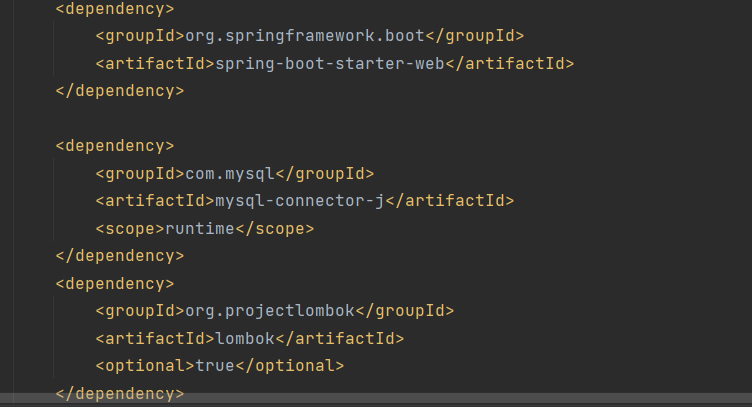 <dependency>
<groupId>org.springframework.boot</groupId>
<artifactId>spring-boot-starter-web</artifactId>
</dependency>
<dependency>
<groupId>com.mysql</groupId>
<artifactId>mysql-connector-j</artifactId>
<scope>runtime</scope>
</dependency>
<dependency>
<groupId>org.projectlombok</groupId>
<artifactId>lombok</artifactId>
<optional>true</optional>
</dependency>